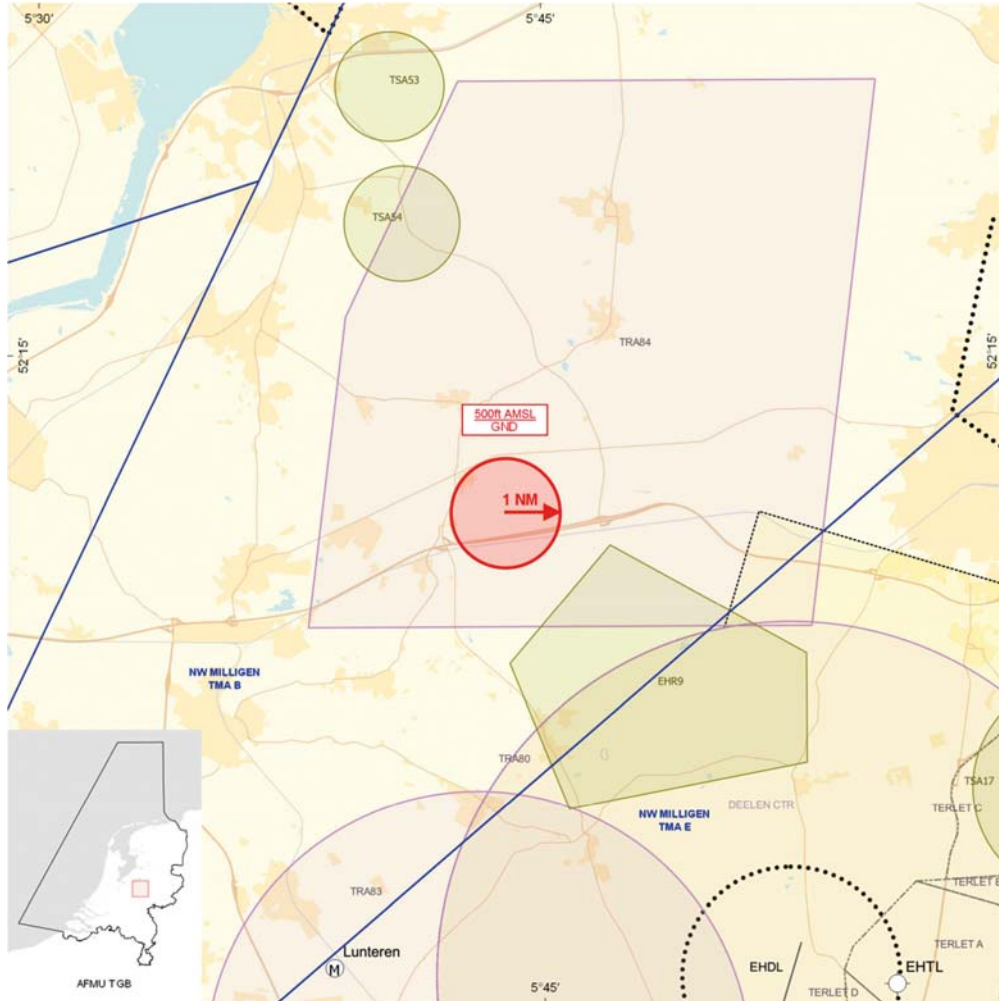 5°30'
5°45'
TSA53
TSA54
52°15'
52°15'
TRA84
500ft AMSL
GND
1 NM
NW MILLIGEN
TMA B
EHR9
TRA80
TSA17
NW MILLIGEN
TMA E
DEELEN CTR
TERLET C
TRA83
TERLET B
Lunteren
M
TERLET A
EHDL
EHTL
AFMU TGB
5°45'
TERLET D